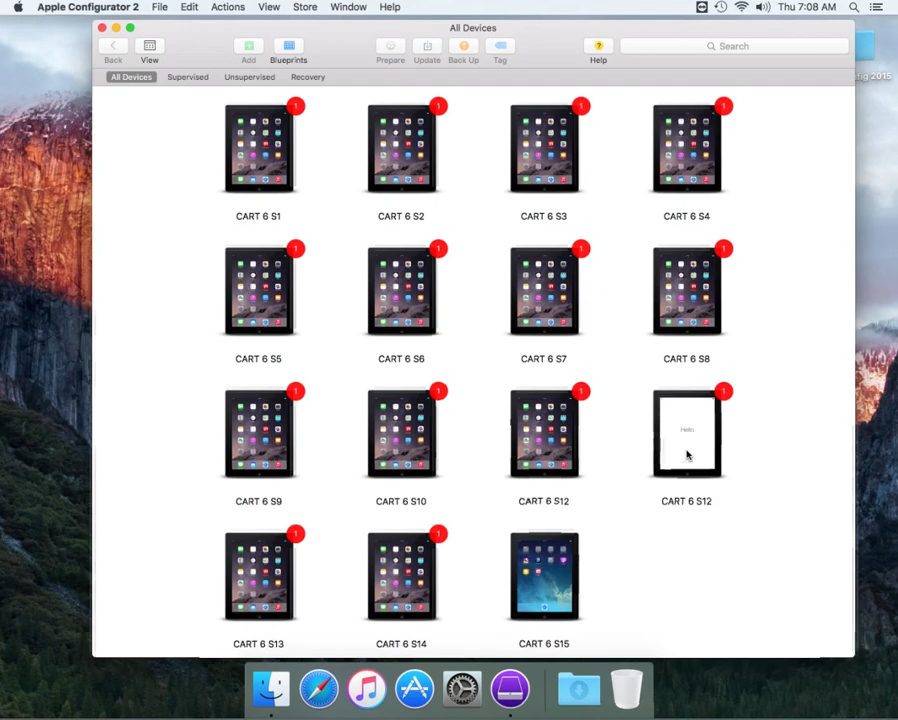 Apple Configurator 2 File Edit Actions View Store Window Help Thu 7:08 AM
All Devices
Back View Add Blueprints Prepare Update Back Up Tag ? Help Search
All Devices Supervised Unsupervised Recovery
1 1 1 1
CART 6 S1 CART 6 S2 CART 6 S3 CART 6 S4
1 1 1 1
CART 6 S5 CART 6 S6 CART 6 S7 CART 6 S8
1 1 1 1
Hello
CART 6 S9 CART 6 S10 CART 6 S12 CART 6 S12
1 1
CART 6 S13 CART 6 S14 CART 6 S15